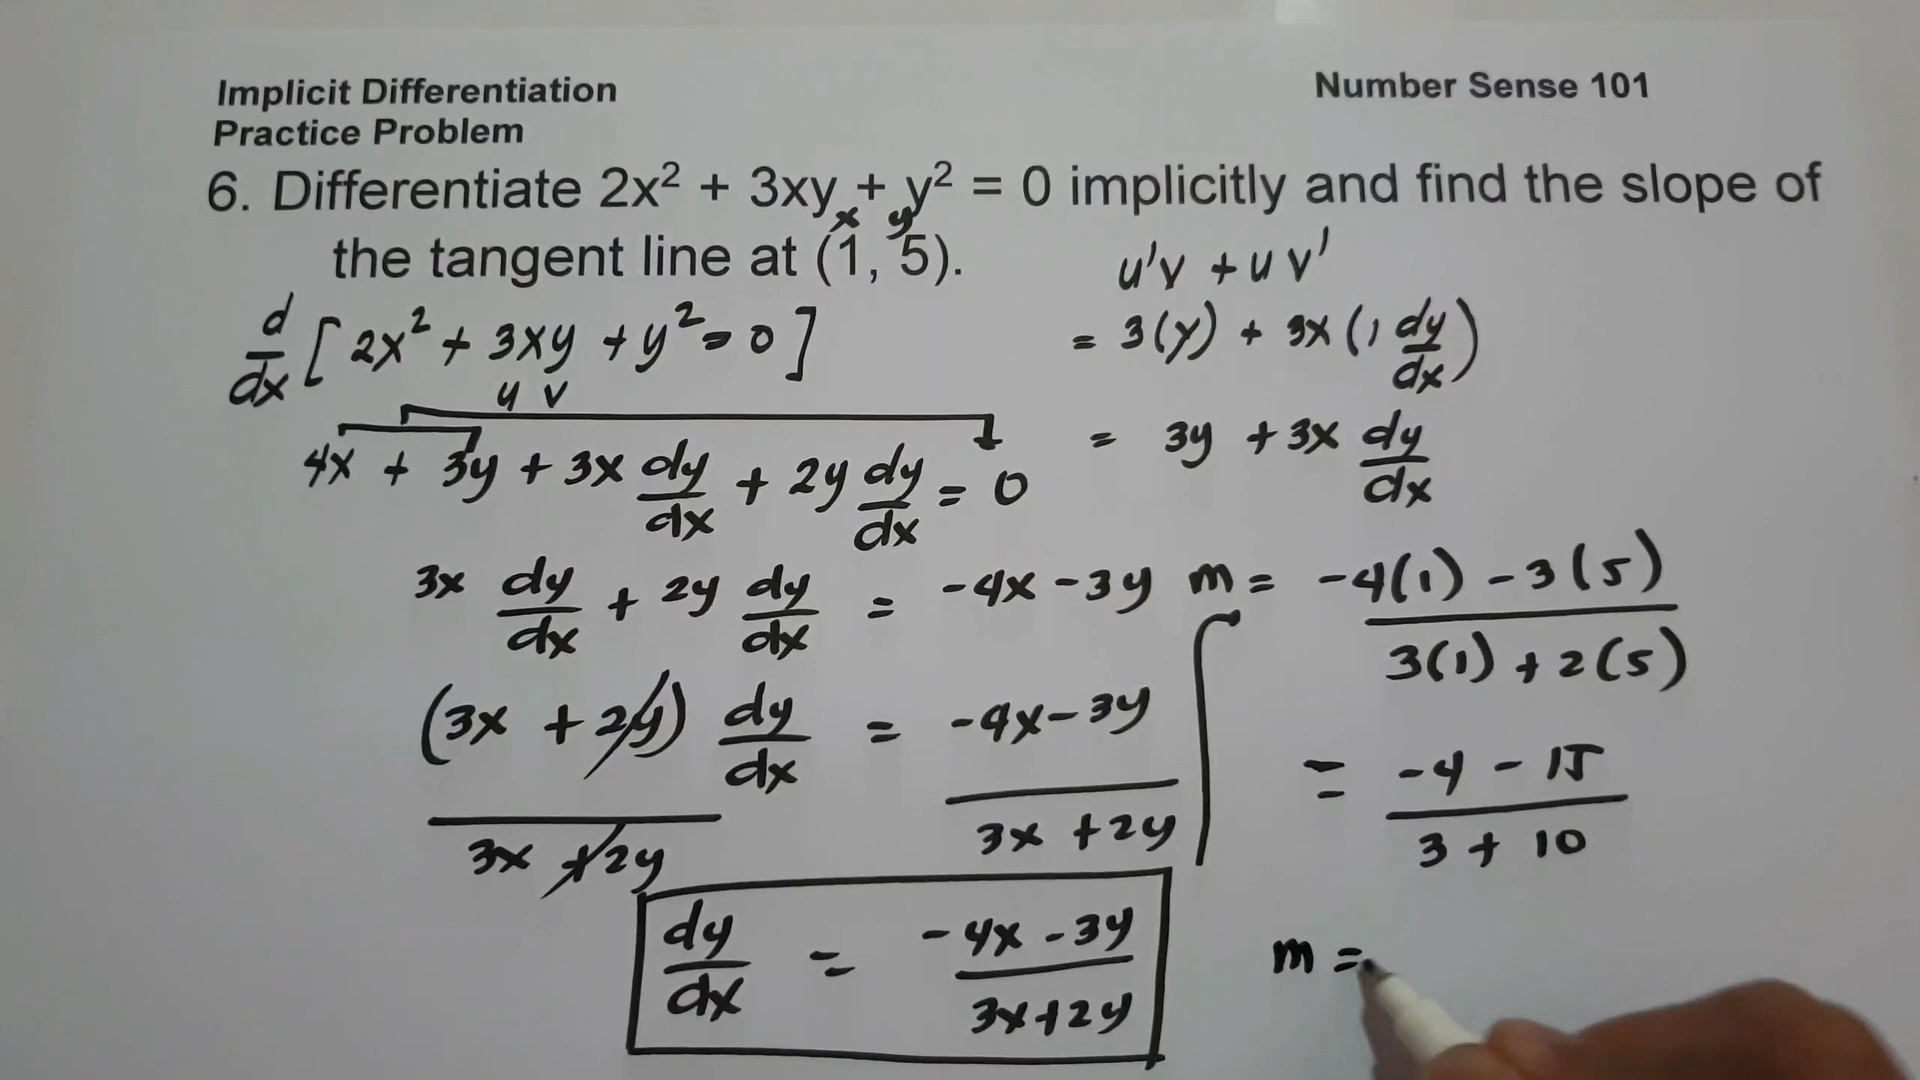 Implicit Differentiation
Number Sense 101
Practice Problem
6. Differentiate 2x² + 3xy + y² = 0 implicitly and find the slope of
x y
the tangent line at (1, 5).
d/dx [2x² + 3xy + y² = 0]
u v
4x + 3y + 3x dy/dx + 2y dy/dx = 0
3x dy/dx + 2y dy/dx = -4x - 3y
(3x + 2y) dy/dx = -4x - 3y
3x + 2y
3x + 2y
dy/dx = -4x - 3y / 3x + 2y
u'v + uv'
= 3(y) + 3x(1 dy/dx)
= 3y + 3x dy/dx
m = -4(1) - 3(5) / 3(1) + 2(5)
= -4 - 15 / 3 + 10
m =